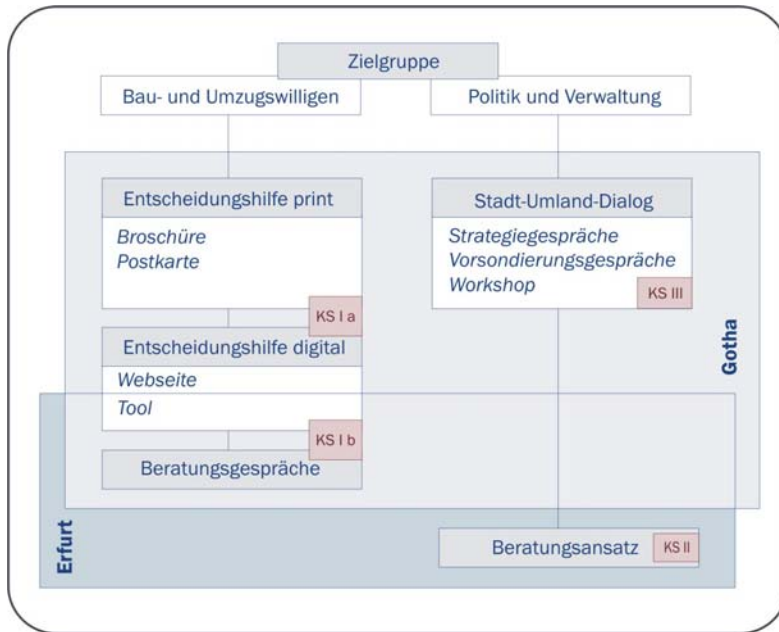 Zielgruppe
Bau- und Umzugswilligen
Politik und Verwaltung
Entscheidungshilfe print
Broschüre
Postkarte
KS I a
Entscheidungshilfe digital
Webseite
Tool
KS I b
Beratungsgespräche
Stadt-Umland-Dialog
Strategiegespräche
Vorsondierungsgespräche
Workshop
KS III
Gotha
Erfurt
Beratungsansatz
KS II